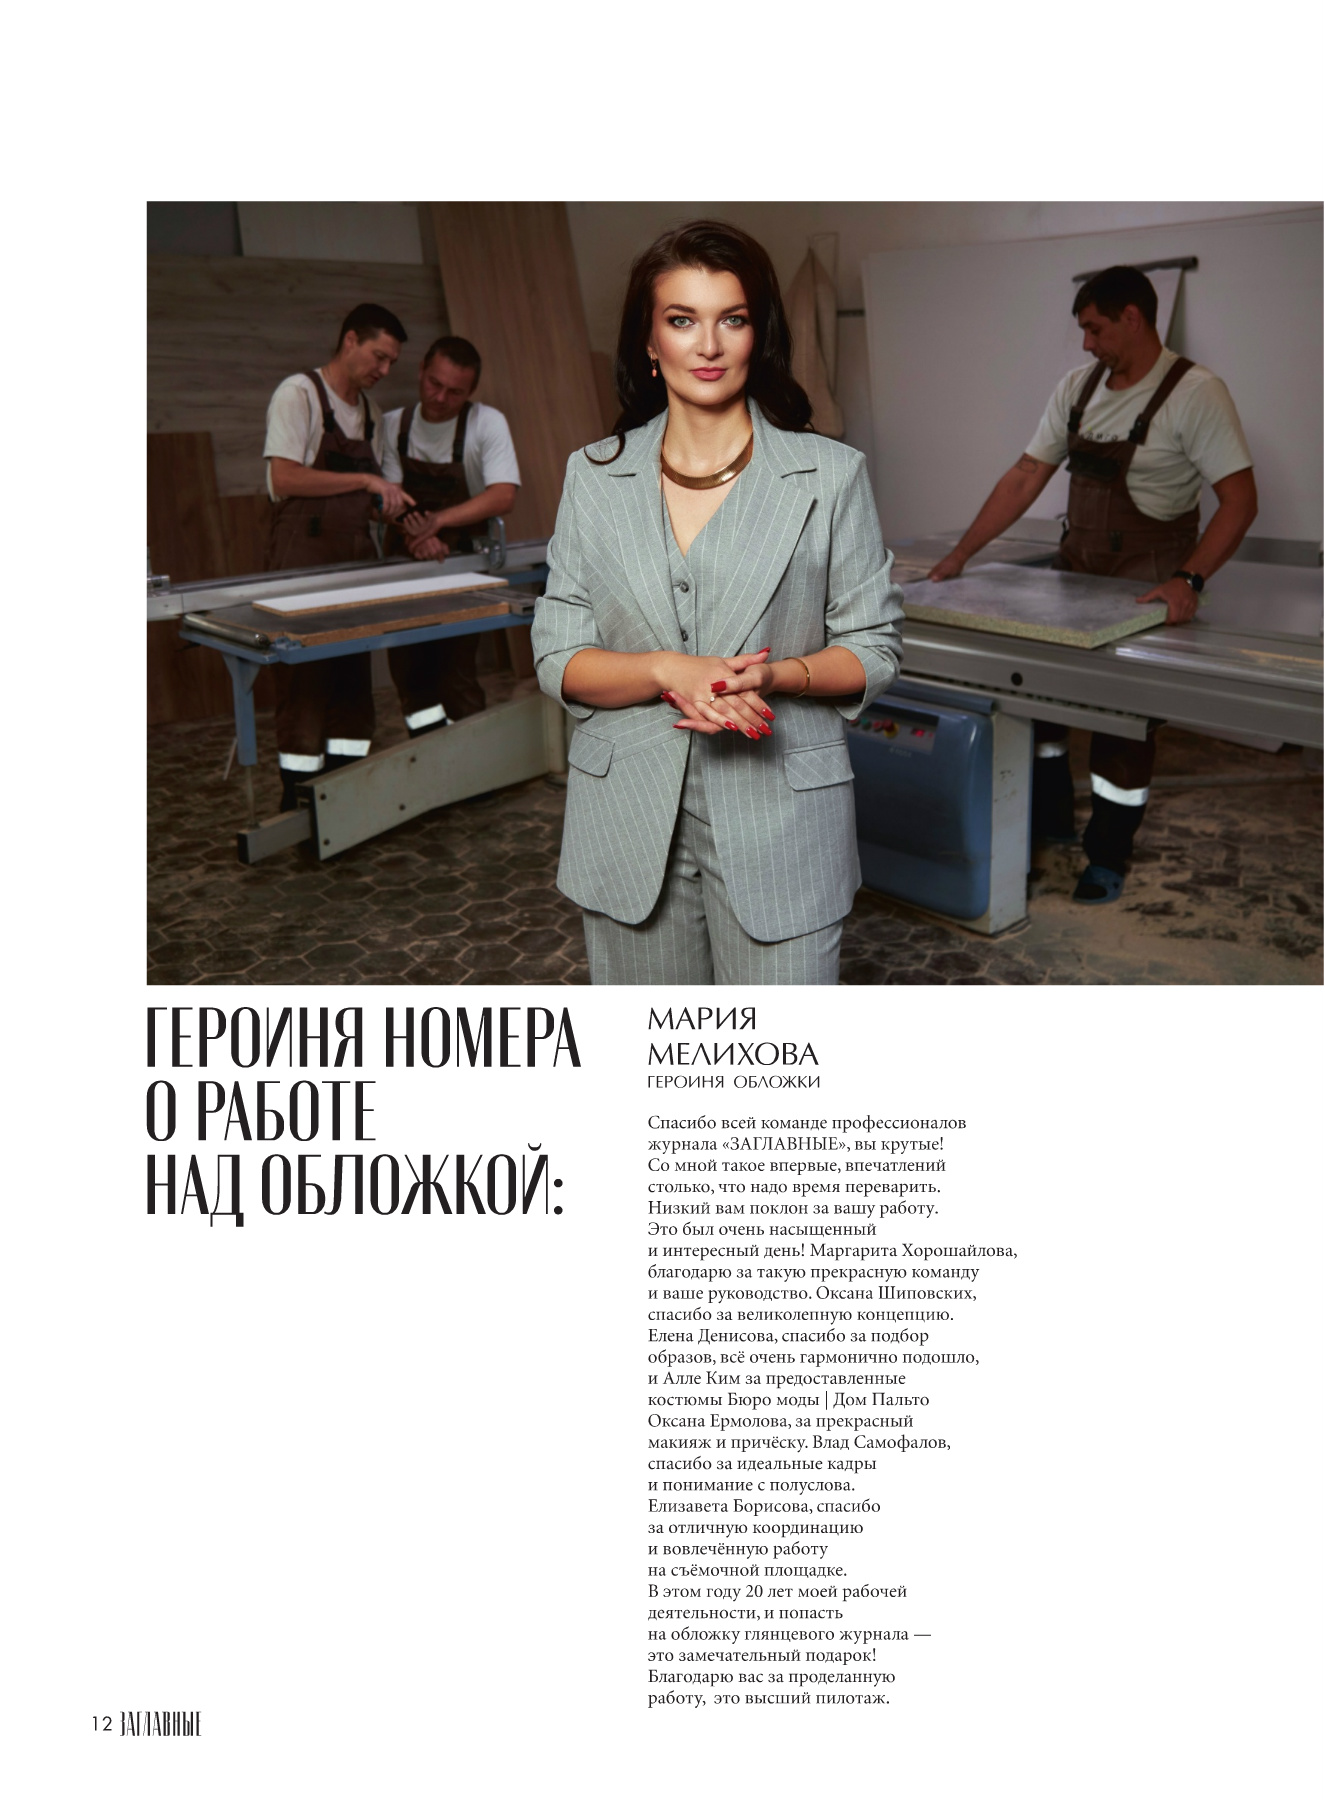 ГЕРОИНЯ НОМЕРА
О РАБОТЕ
НАД ОБЛОЖКОЙ:
МАРИЯ
МЕЛИХОВА
ГЕРОИНЯ ОБЛОЖКИ
Спасибо всей команде профессионалов
журнала «ЗАГЛАВНЫЕ», вы крутые!
Со мной такое впервые, впечатлений
столько, что надо время переварить.
Низкий вам поклон за вашу работу.
Это был очень насыщенный
и интересный день! Маргарита Хорошайлова,
благодарю за такую прекрасную команду
и ваше руководство. Оксана Шиповских,
спасибо за великолепную концепцию.
Елена Денисова, спасибо за подбор
образов, всё очень гармонично подошло,
и Алле Ким за предоставленные
костюмы Бюро моды | Дом Пальто
Оксана Ермолова, за прекрасный
макияж и причёску. Влад Самофалов,
спасибо за идеальные кадры
и понимание с полуслова.
Елизавета Борисова, спасибо
за отличную координацию
и вовлечённую работу
на съёмочной площадке.
В этом году 20 лет моей рабочей
деятельности, и попасть
на обложку глянцевого журнала —
это замечательный подарок!
Благодарю вас за проделанную
работу, это высший пилотаж.
12 ЗАГЛАВНЫЕ